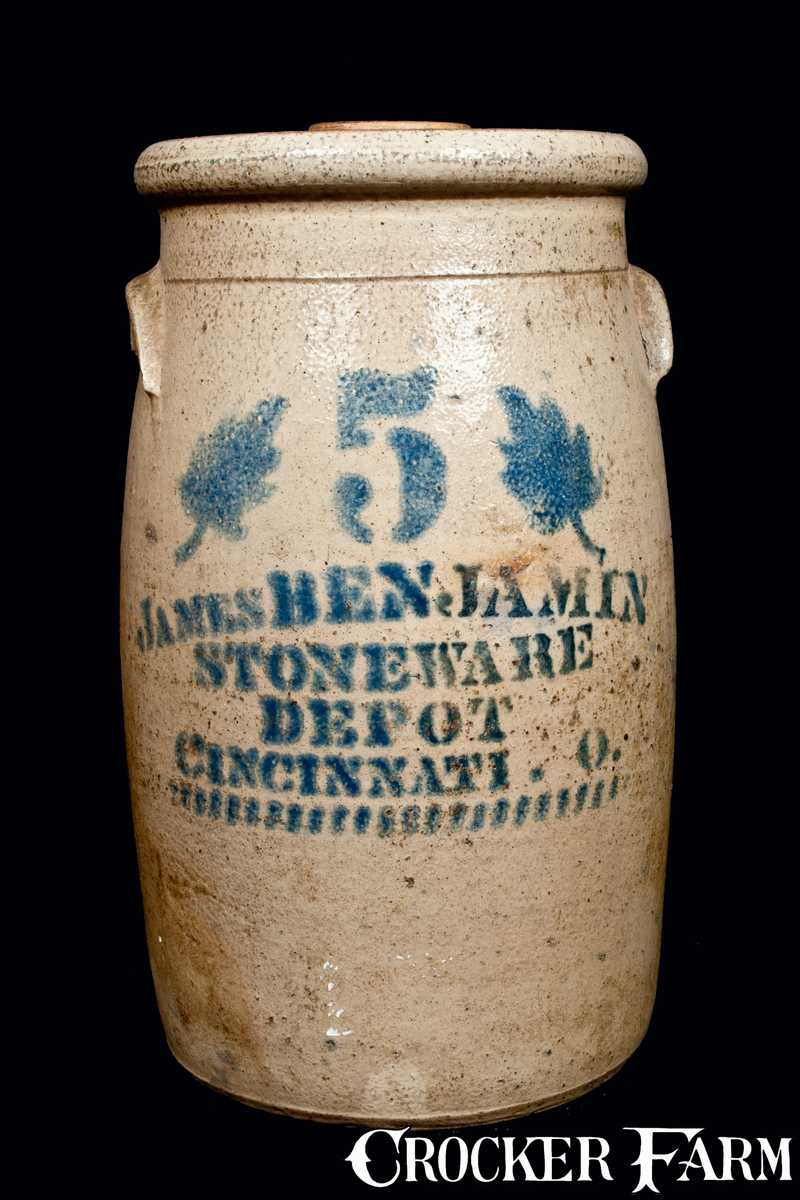 5
JAMES BENJAMIN
STONEWARE
DEPOT
CINCINNATI. O.
CROCKER FARM